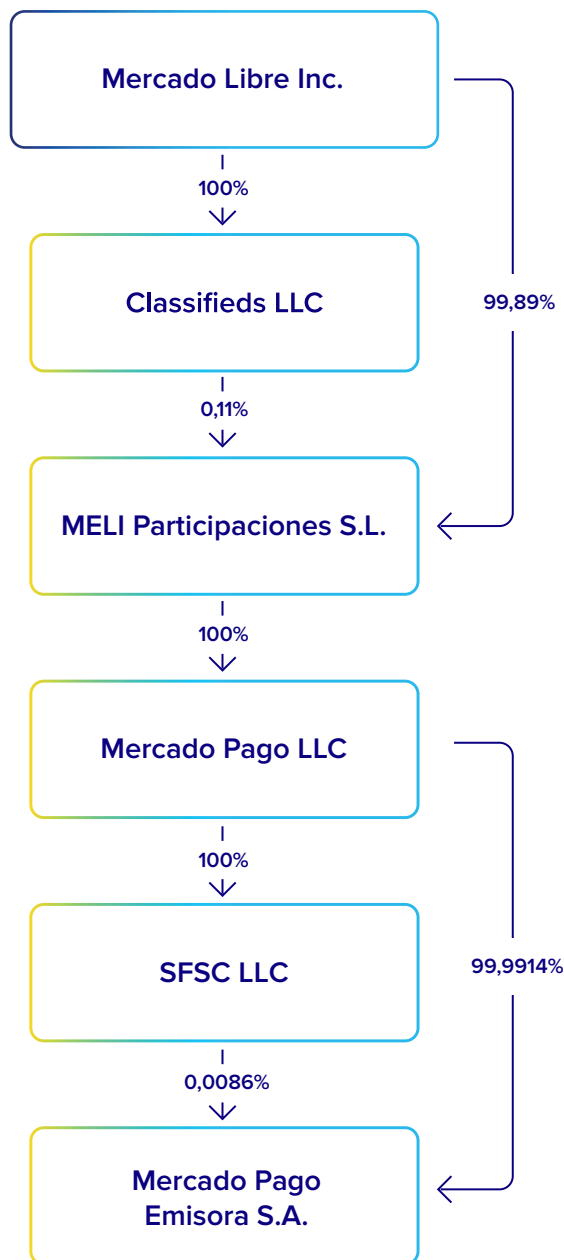 Mercado Libre Inc.
100%
Classifieds LLC
99,89%
0,11%
MELI Participaciones S.L.
100%
Mercado Pago LLC
100%
SFSC LLC
99,9914%
0,0086%
Mercado Pago
Emisora S.A.